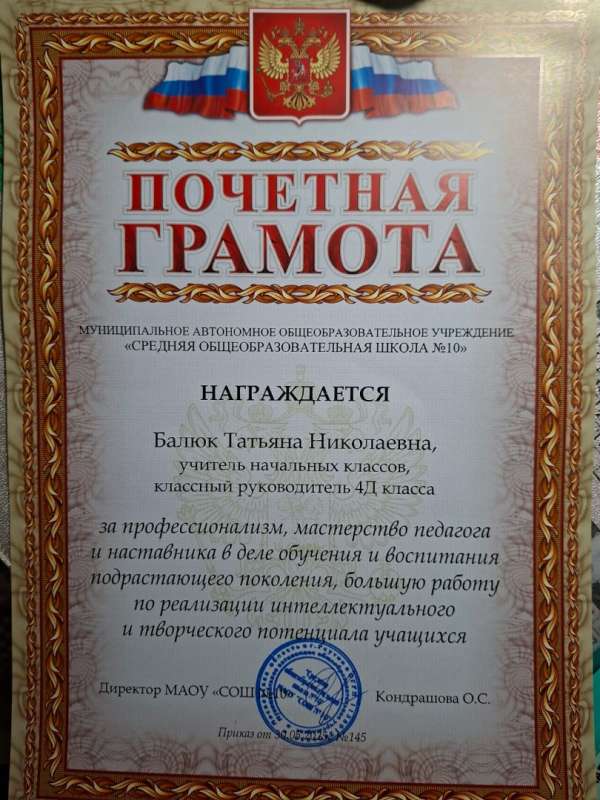 ПОЧЕТНАЯ
ГРАМОТА
МУНИЦИПАЛЬНОЕ АВТОНОМНОЕ ОБЩЕОБРАЗОВАТЕЛЬНОЕ УЧРЕЖДЕНИЕ
«СРЕДНЯЯ ОБЩЕОБРАЗОВАТЕЛЬНАЯ ШКОЛА №10»
НАГРАЖДАЕТСЯ
Балюк Татьяна Николаевна,
учитель начальных классов,
классный руководитель 4Д класса
за профессионализм, мастерство педагога
и наставника в деле обучения и воспитания
подрастающего поколения, большую работу
по реализации интеллектуального
и творческого потенциала учащихся
Директор МАОУ «СОШ №10» Кондрашова О.С.
Приказ от №145